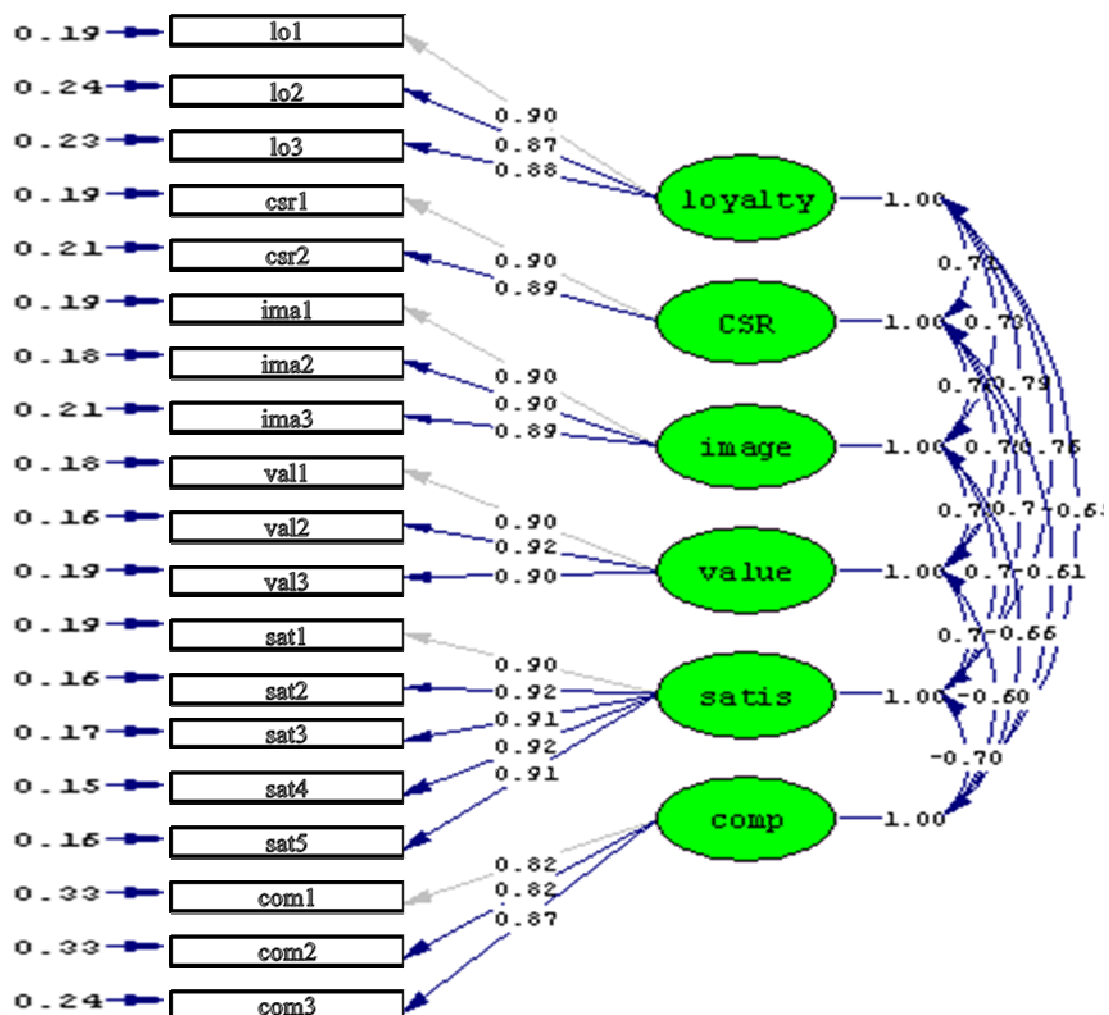 0.19 lo1
0.24 lo2
0.23 lo3
0.19 csr1
0.21 csr2
0.19 ima1
0.18 ima2
0.21 ima3
0.18 val1
0.16 val2
0.19 val3
0.19 sat1
0.16 sat2
0.17 sat3
0.15 sat4
0.16 sat5
0.33 com1
0.33 com2
0.24 com3
0.90
0.87
0.88
0.90
0.89
0.90
0.90
0.89
0.90
0.92
0.90
0.90
0.92
0.91
0.92
0.91
0.82
0.82
0.87
loyalty 1.00
CSR 1.00
image 1.00
value 1.00
satis 1.00
comp 1.00
-0.61
-0.66
-0.60
-0.70